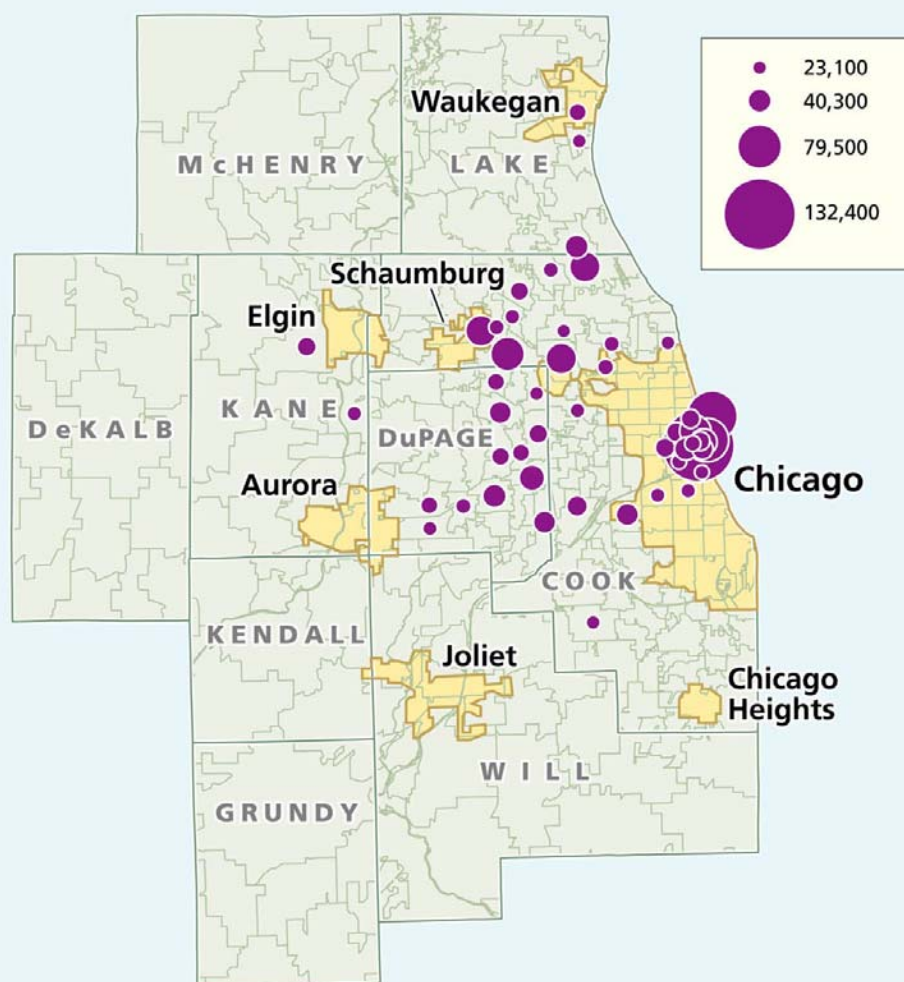 Waukegan
McHENRY
LAKE
23,100
40,300
79,500
132,400
Schaumburg
Elgin
KANE
DeKALB
DuPAGE
Aurora
Chicago
COOK
KENDALL
Joliet
Chicago
Heights
WILL
GRUNDY